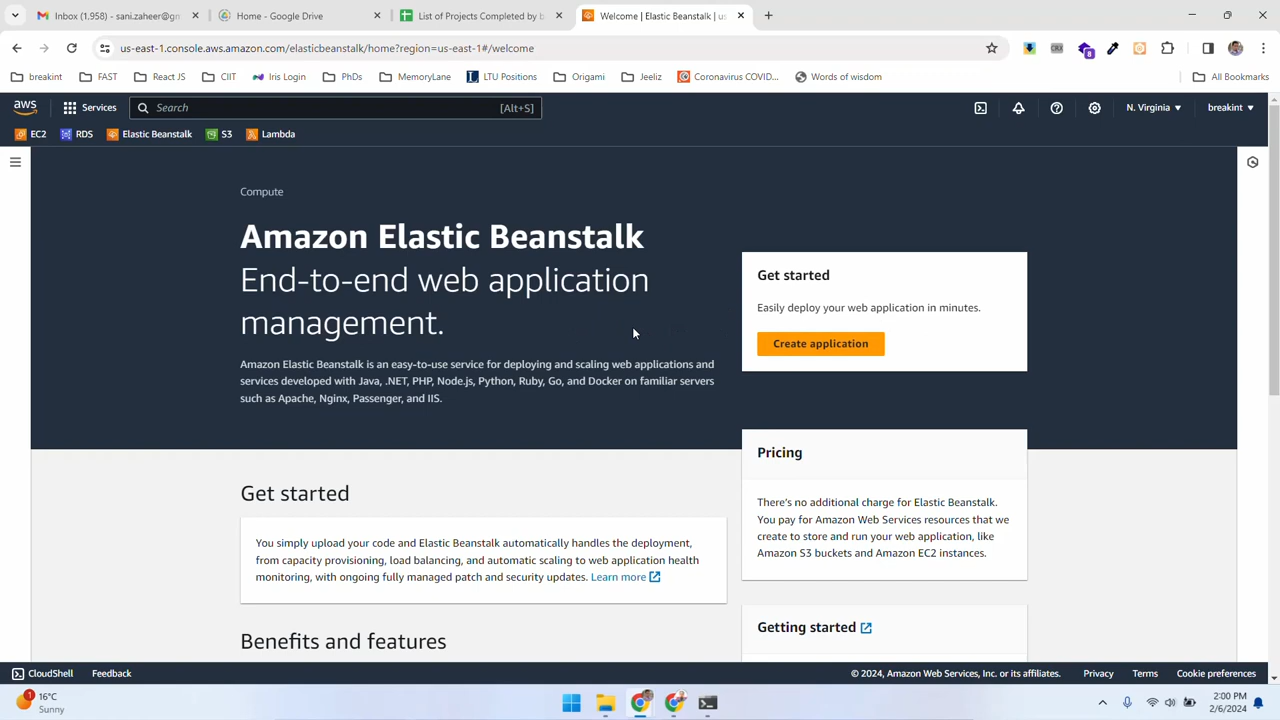 Inbox (1,958) - sani.zaheer@gm
Home - Google Drive
List of Projects Completed by b
Welcome | Elastic Beanstalk | us
us-east-1.console.aws.amazon.com/elasticbeanstalk/home?region=us-east-1#/welcome
CRX
8
breakint
FAST
React JS
CIIT
Iris Login
PhDs
MemoryLane
LTU Positions
Origami
Jeeliz
Coronavirus COVID...
Words of wisdom
All Bookmarks
aws
Services
Search
[Alt+S]
N. Virginia
breakint
EC2
RDS
Elastic Beanstalk
S3
Lambda
Compute
Amazon Elastic Beanstalk
End-to-end web application
management.
Amazon Elastic Beanstalk is an easy-to-use service for deploying and scaling web applications and
services developed with Java, .NET, PHP, Node.js, Python, Ruby, Go, and Docker on familiar servers
such as Apache, Nginx, Passenger, and IIS.
Get started
Easily deploy your web application in minutes.
Create application
Pricing
There's no additional charge for Elastic Beanstalk.
You pay for Amazon Web Services resources that we
create to store and run your web application, like
Amazon S3 buckets and Amazon EC2 instances.
Get started
You simply upload your code and Elastic Beanstalk automatically handles the deployment,
from capacity provisioning, load balancing, and automatic scaling to web application health
monitoring, with ongoing fully managed patch and security updates. Learn more
Getting started
Benefits and features
CloudShell
Feedback
© 2024, Amazon Web Services, Inc. or its affiliates.
Privacy
Terms
Cookie preferences
1
16°C
Sunny
2:00 PM
2/6/2024